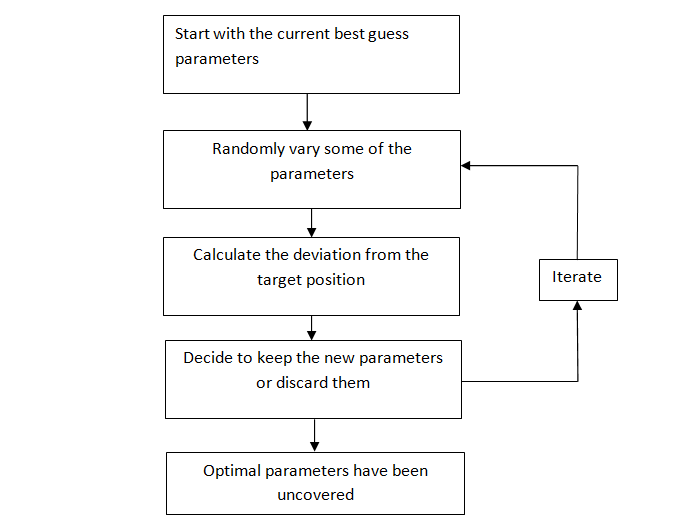 Start with the current best guess
parameters
Randomly vary some of the
parameters
Calculate the deviation from the
target position
Iterate
Decide to keep the new parameters
or discard them
Optimal parameters have been
uncovered